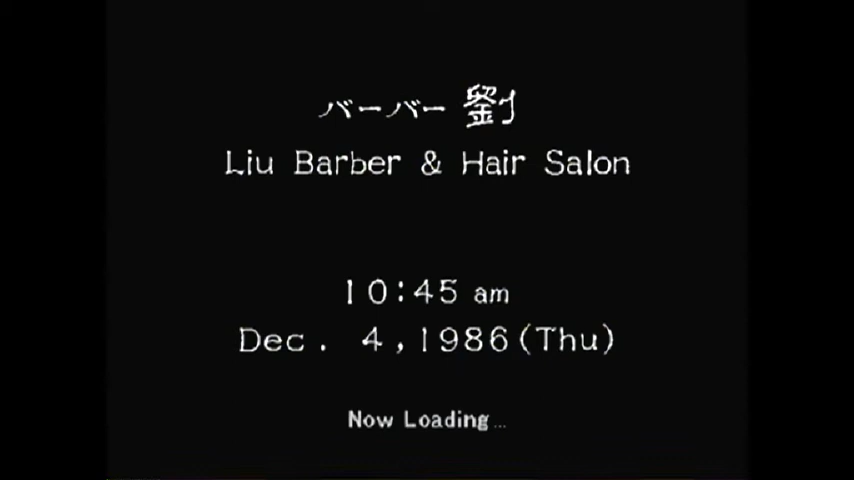 バーバー 劉
Liu Barber & Hair Salon
10:45 am
Dec. 4,1986(Thu)
Now Loading...